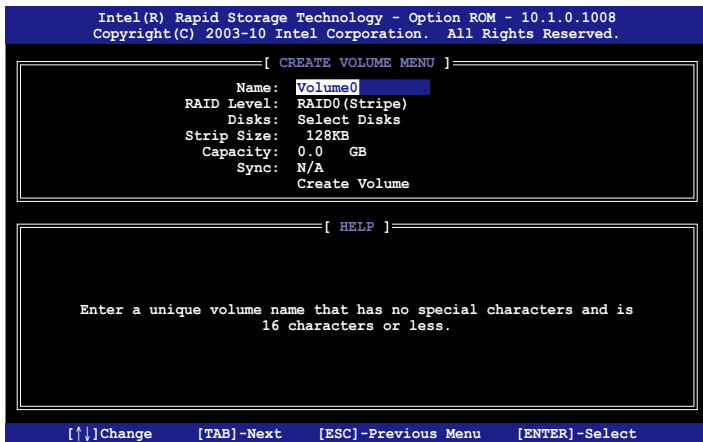 Intel(R) Rapid Storage Technology - Option ROM - 10.1.0.1008
Copyright(C) 2003-10 Intel Corporation. All Rights Reserved.
[ CREATE VOLUME MENU ]
Name: Volume0
RAID Level: RAID0(Stripe)
Disks: Select Disks
Strip Size: 128KB
Capacity: 0.0 GB
Sync: N/A
Create Volume
[ HELP ]
Enter a unique volume name that has no special characters and is
16 characters or less.
[↑↓]Change [TAB]-Next [ESC]-Previous Menu [ENTER]-Select